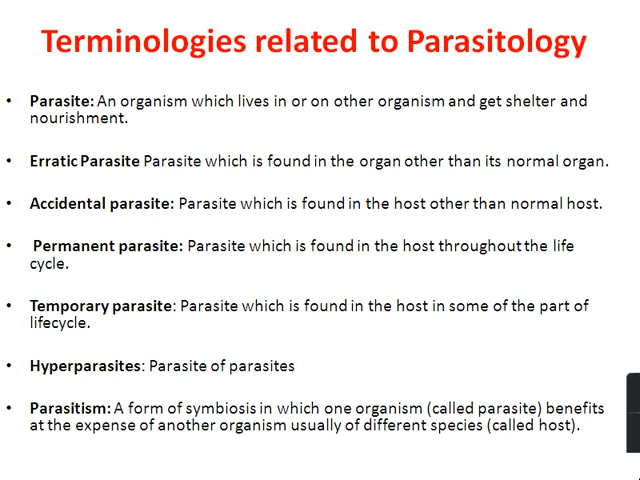 Terminologies related to Parasitology
• Parasite: An organism which lives in or on other organism and get shelter and
nourishment.
• Erratic Parasite Parasite which is found in the organ other than its normal organ.
• Accidental parasite: Parasite which is found in the host other than normal host.
• Permanent parasite: Parasite which is found in the host throughout the life
cycle.
• Temporary parasite: Parasite which is found in the host in some of the part of
lifecycle.
• Hyperparasites: Parasite of parasites
• Parasitism: A form of symbiosis in which one organism (called parasite) benefits
at the expense of another organism usually of different species (called host).